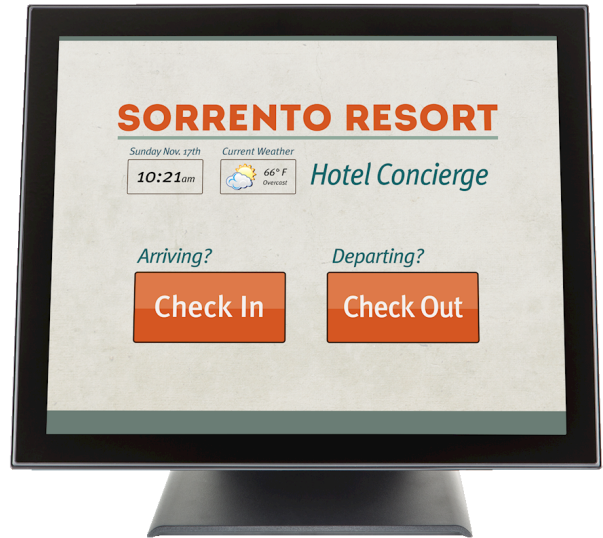 SORRENTO RESORT
Sunday Nov. 17th
Current Weather
10:21am
66° F
Overcast
Hotel Concierge
Arriving?
Departing?
Check In
Check Out